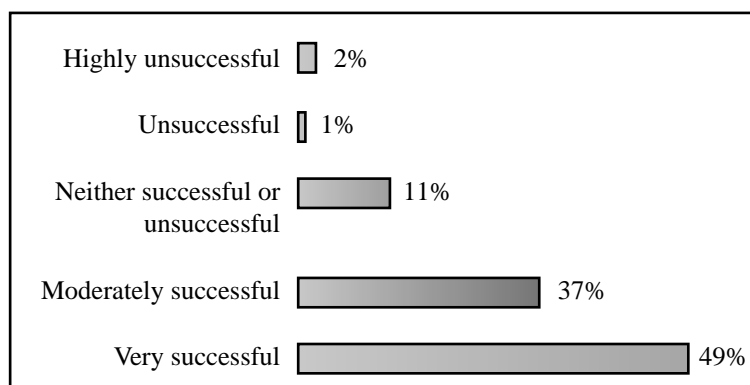 Highly unsuccessful 2%
Unsuccessful 1%
Neither successful or
unsuccessful 11%
Moderately successful 37%
Very successful 49%